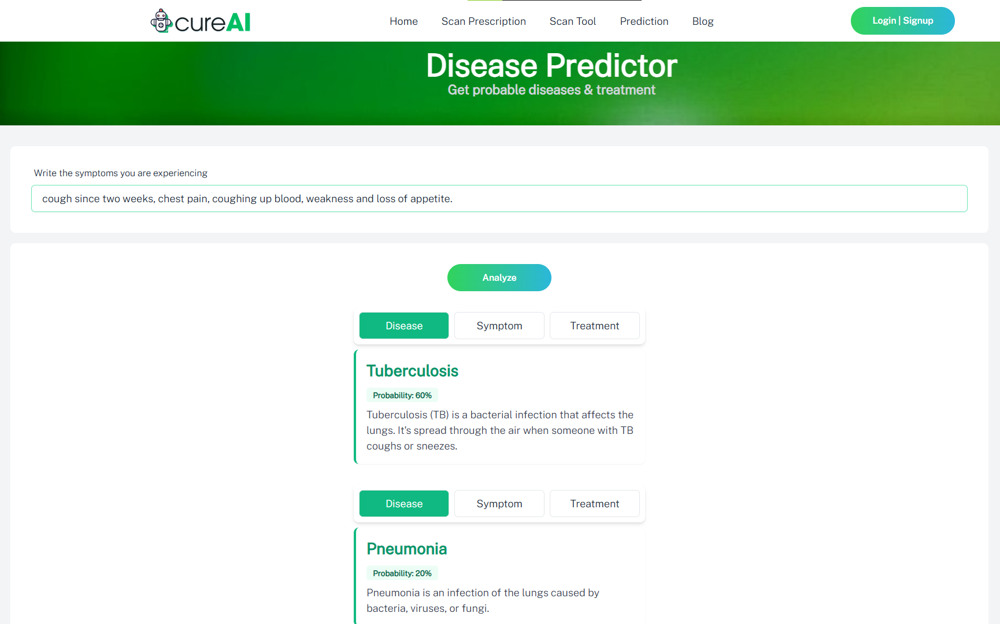 cureAI
Home
Scan Prescription
Scan Tool
Prediction
Blog
Login | Signup
Disease Predictor
Get probable diseases & treatment
Write the symptoms you are experiencing
cough since two weeks, chest pain, coughing up blood, weakness and loss of appetite.
Analyze
Disease
Symptom
Treatment
Tuberculosis
Probability: 60%
Tuberculosis (TB) is a bacterial infection that affects the
lungs. It's spread through the air when someone with TB
coughs or sneezes.
Disease
Symptom
Treatment
Pneumonia
Probability: 20%
Pneumonia is an infection of the lungs caused by
bacteria, viruses, or fungi.